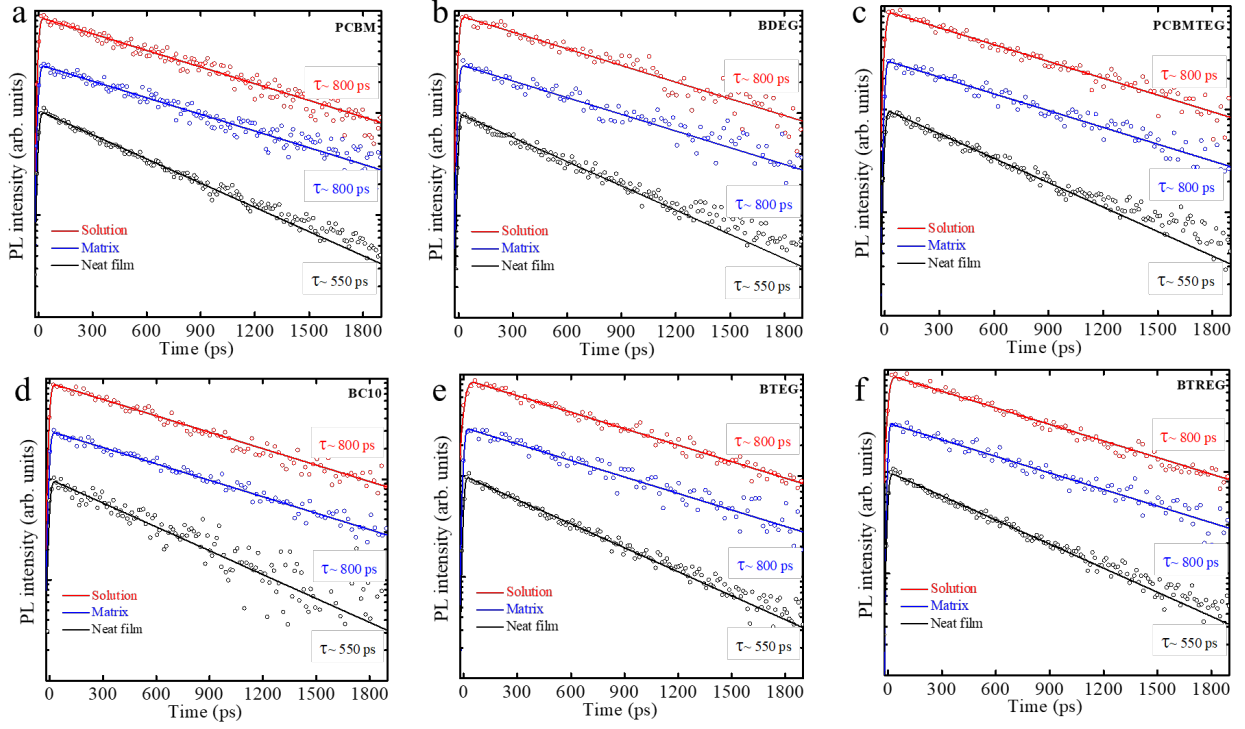 a
PCBM
PL intensity (arb. units)
τ~ 800 ps
τ~ 800 ps
τ~ 550 ps
Solution
Matrix
Neat film
0 300 600 900 1200 1500 1800
Time (ps)
b
BDEG
PL intensity (arb. units)
τ~ 800 ps
τ~ 800 ps
τ~ 550 ps
Solution
Matrix
Neat film
0 300 600 900 1200 1500 1800
Time (ps)
c
PCBMTEG
PL intensity (arb. units)
τ~ 800 ps
τ~ 800 ps
τ~ 550 ps
Solution
Matrix
Neat film
0 300 600 900 1200 1500 1800
Time (ps)
d
BC10
PL intensity (arb. units)
τ~ 800 ps
τ~ 800 ps
τ~ 550 ps
Solution
Matrix
Neat film
0 300 600 900 1200 1500 1800
Time (ps)
e
BTEG
PL intensity (arb. units)
τ~ 800 ps
τ~ 800 ps
τ~ 550 ps
Solution
Matrix
Neat film
0 300 600 900 1200 1500 1800
Time (ps)
f
BTREG
PL intensity (arb. units)
τ~ 800 ps
τ~ 800 ps
τ~ 550 ps
Solution
Matrix
Neat film
300 600 900 1200 1500 1800
Time (ps)